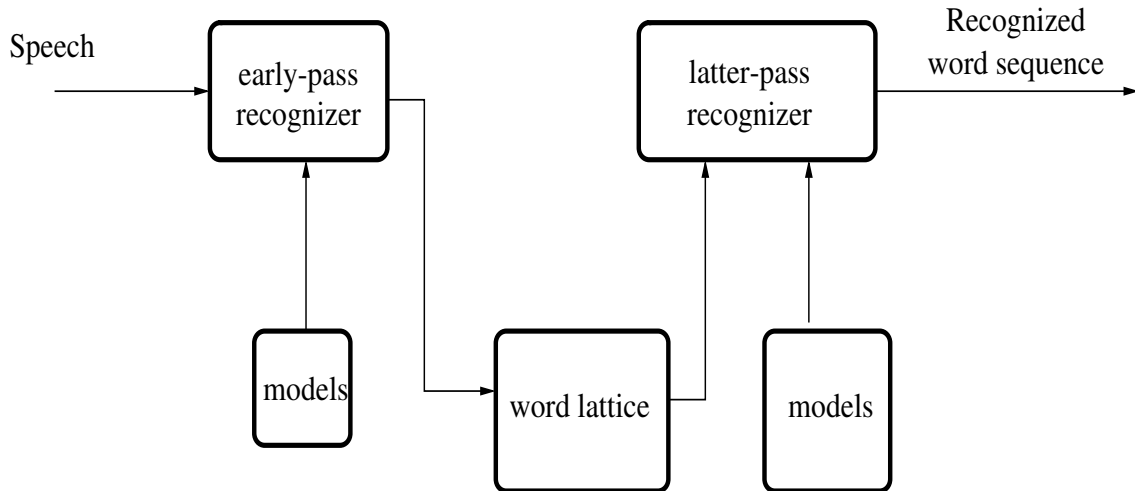 Speech
early-pass
recognizer
latter-pass
recognizer
Recognized
word sequence
models
word lattice
models